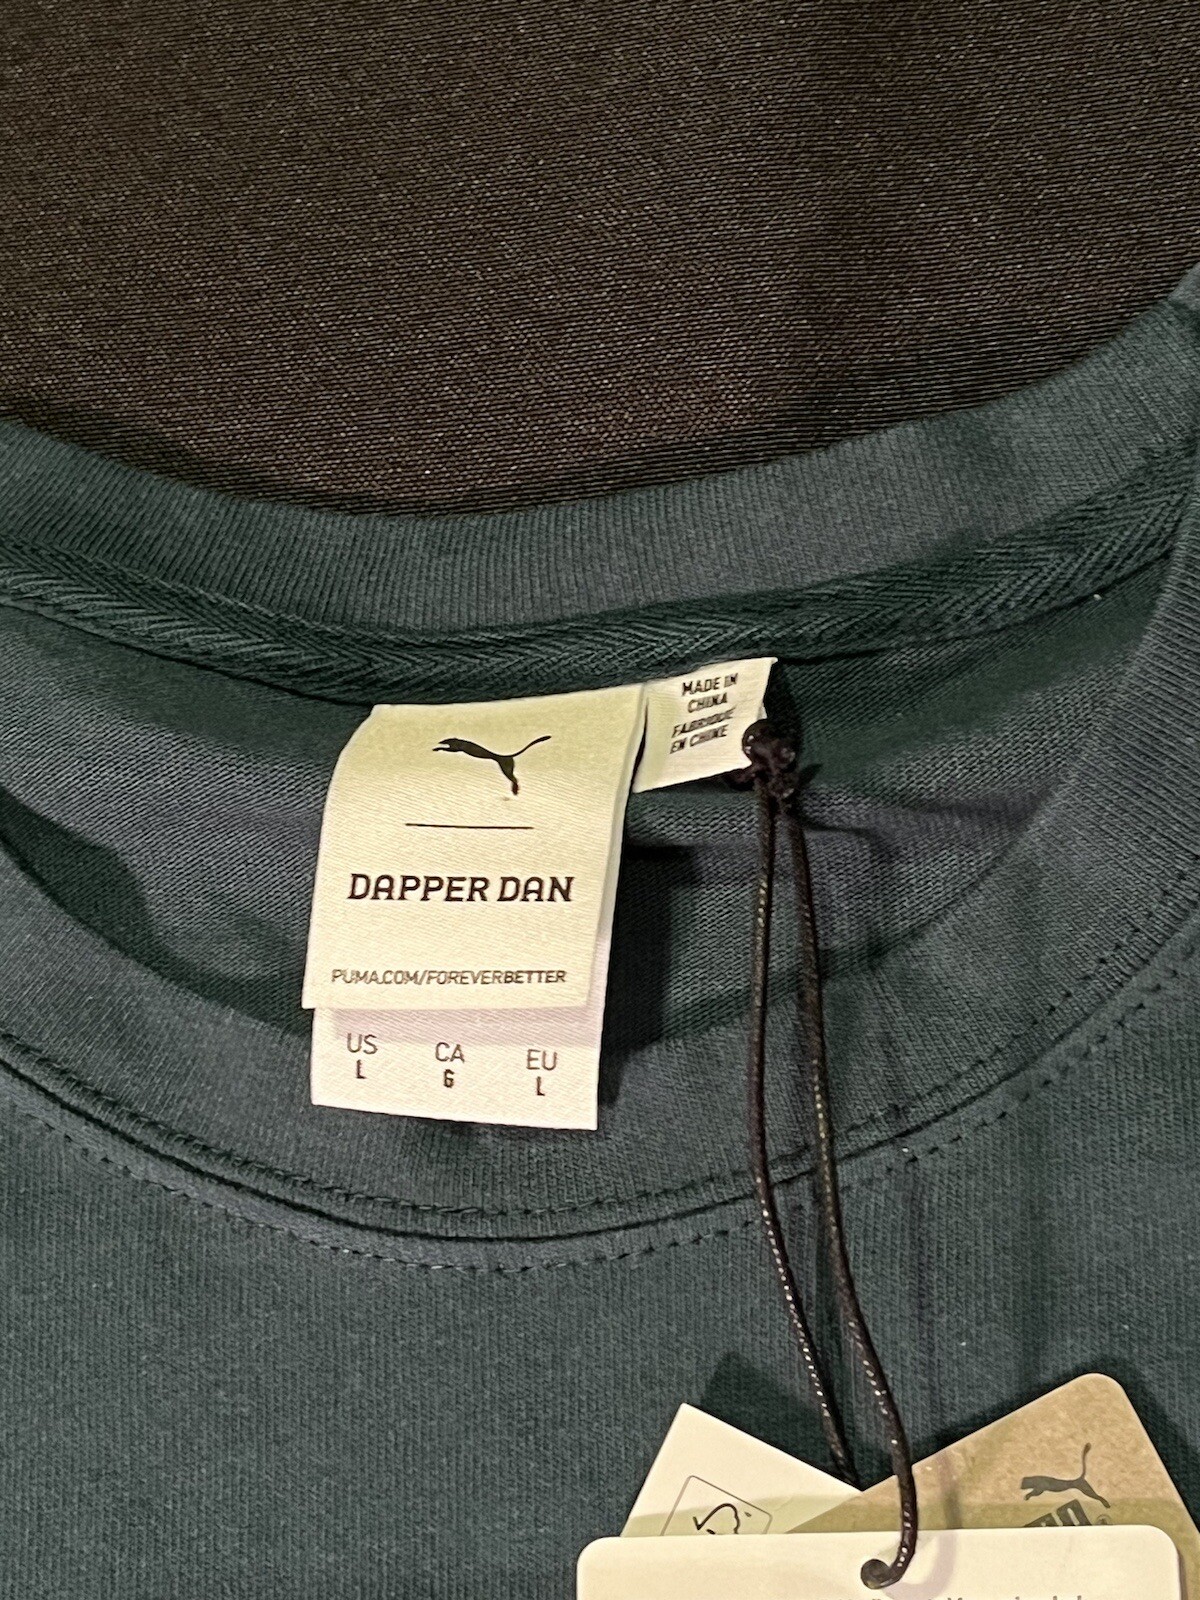 MADE IN
CHINA
FABRIQUÉ
EN CHINE
DAPPER DAN
PUMA.COM/FOREVERBETTER
US CA EU
L G L